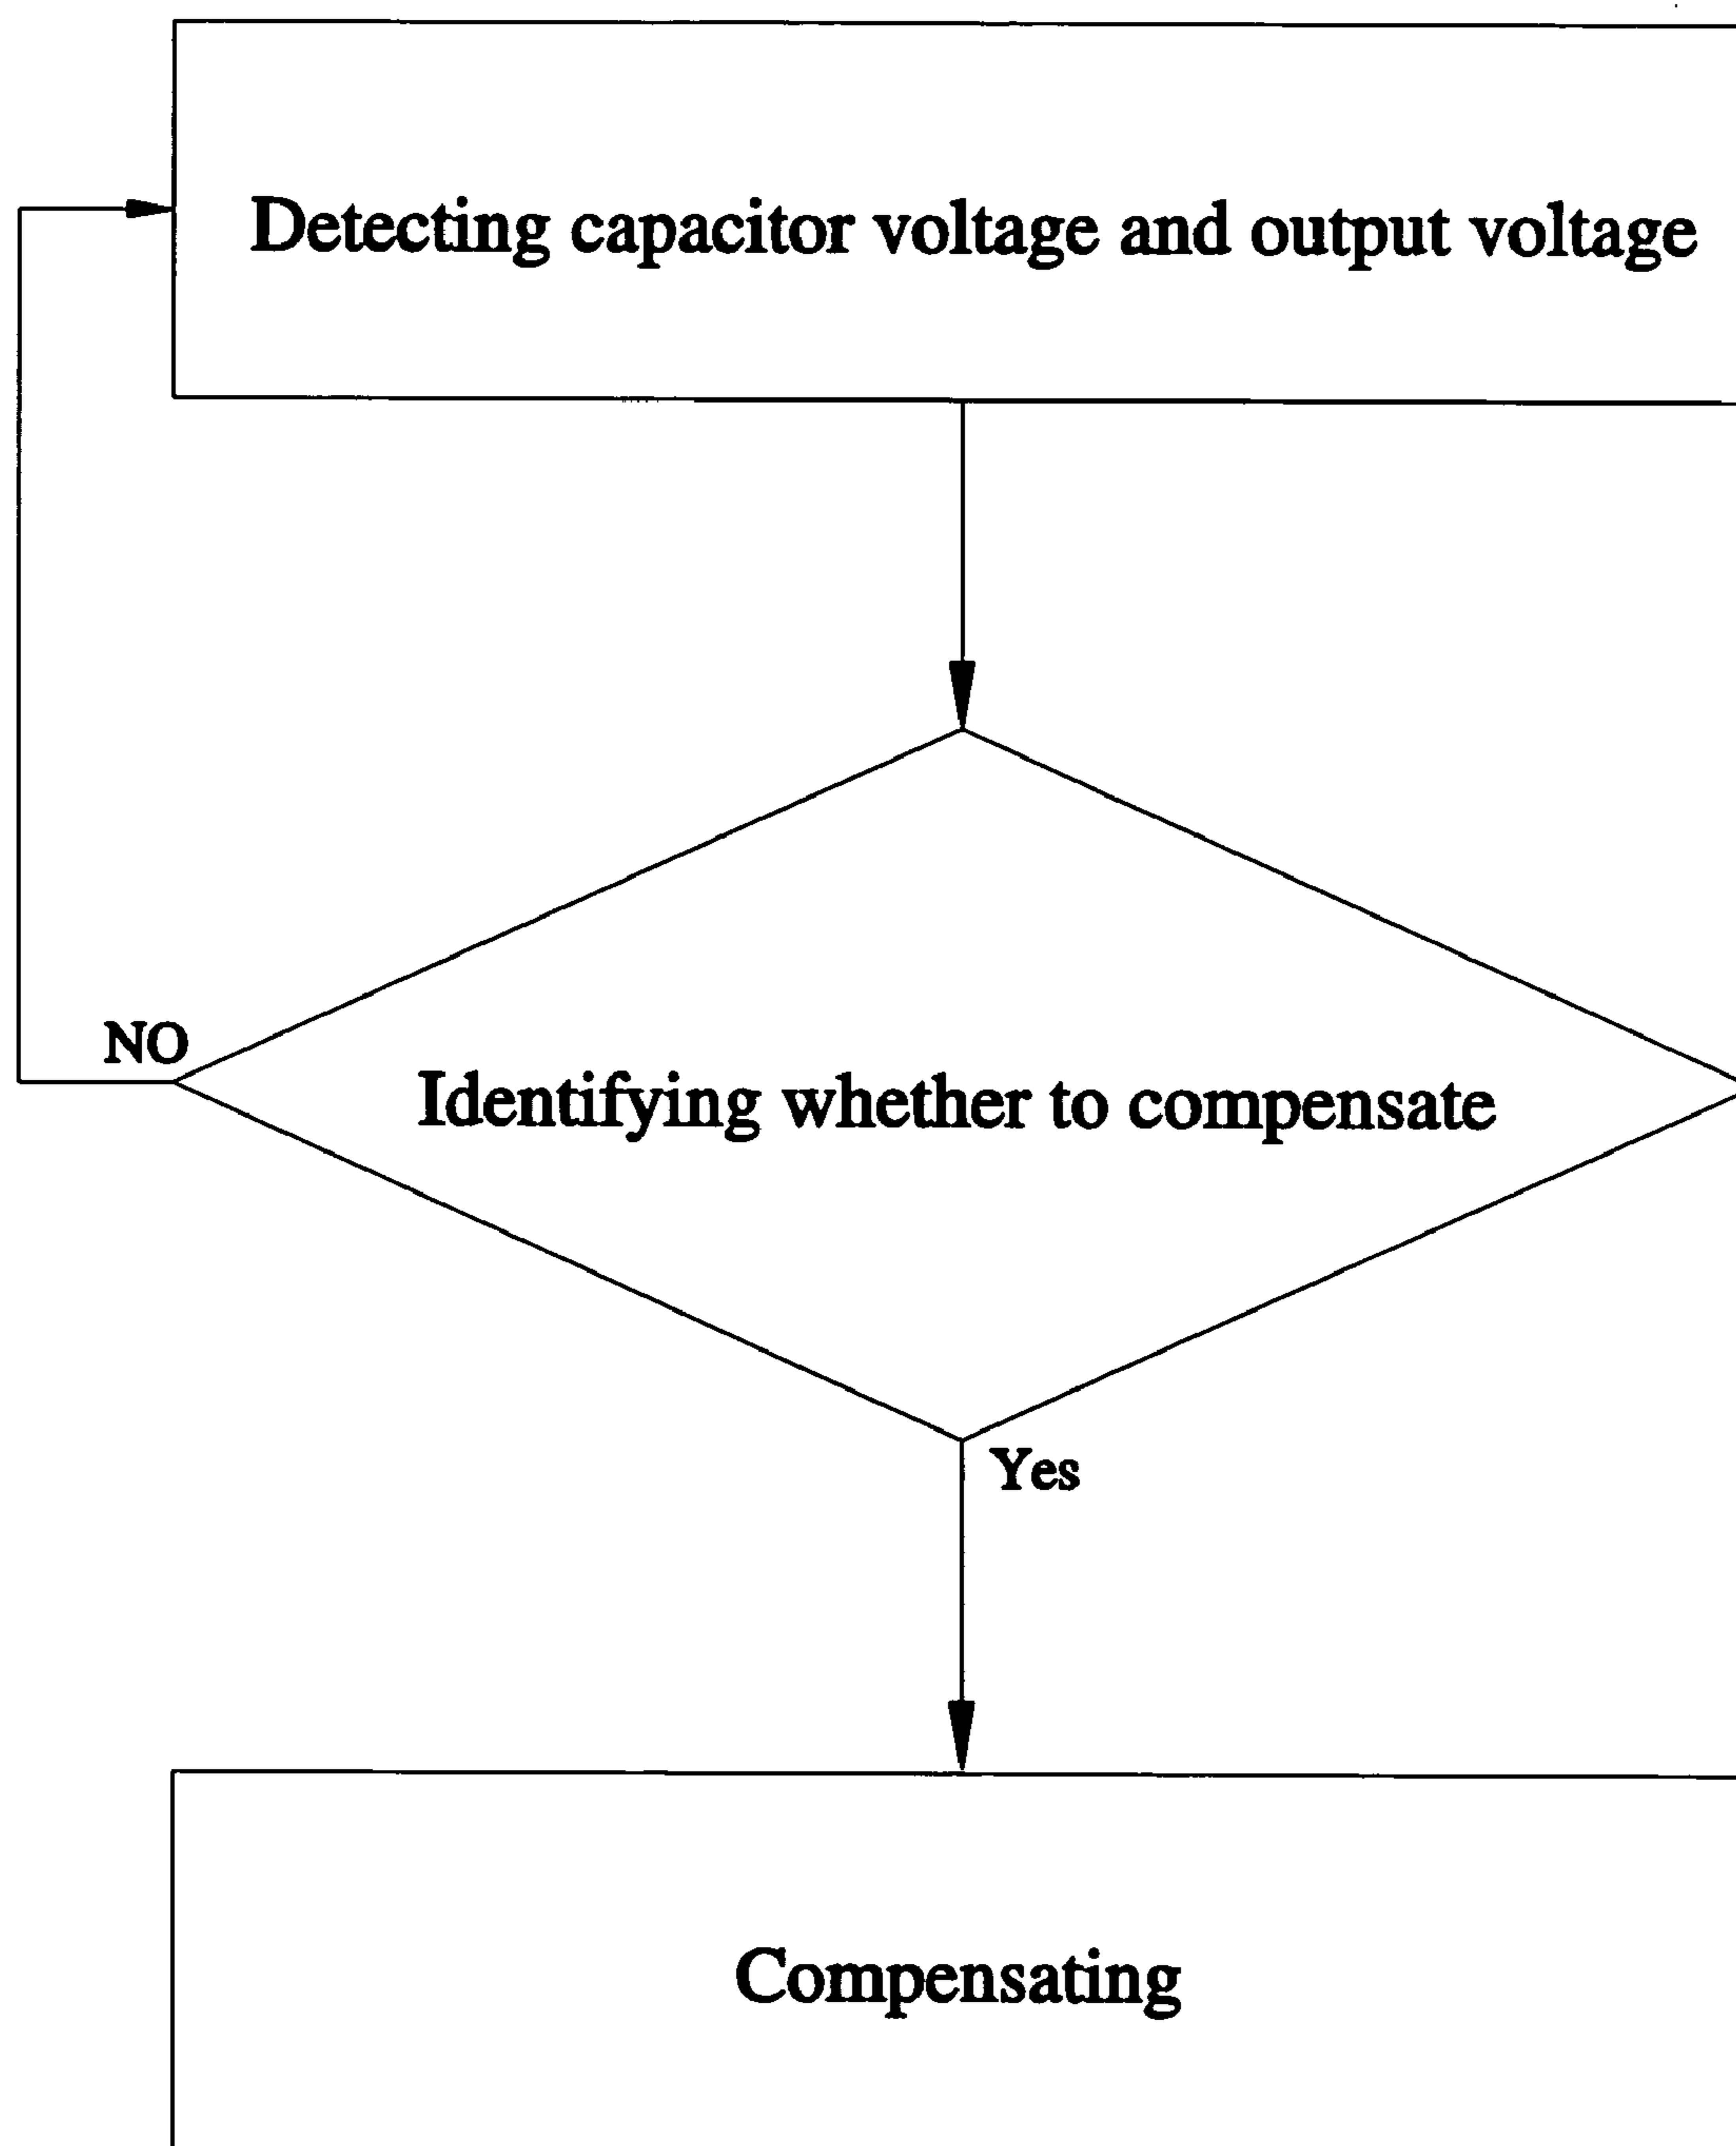 Detecting capacitor voltage and output voltage
NO
Identifying whether to compensate
Yes
Compensating